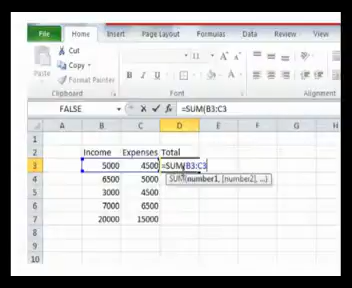 File Home Insert Page Layout Formulas Data Review View
Cut
Copy
Paste Format Painter
B I U
Clipboard Font Alignment
FALSE =SUM(B3:C3
A B C D E F G H
1
2 Income Expenses Total
3 5000 4500 =SUM(B3:C3
SUM(number1, [number2], ...)
4 6500 5000
5 3000 4500
6 7000 6500
7 20000 15000
8
9
10